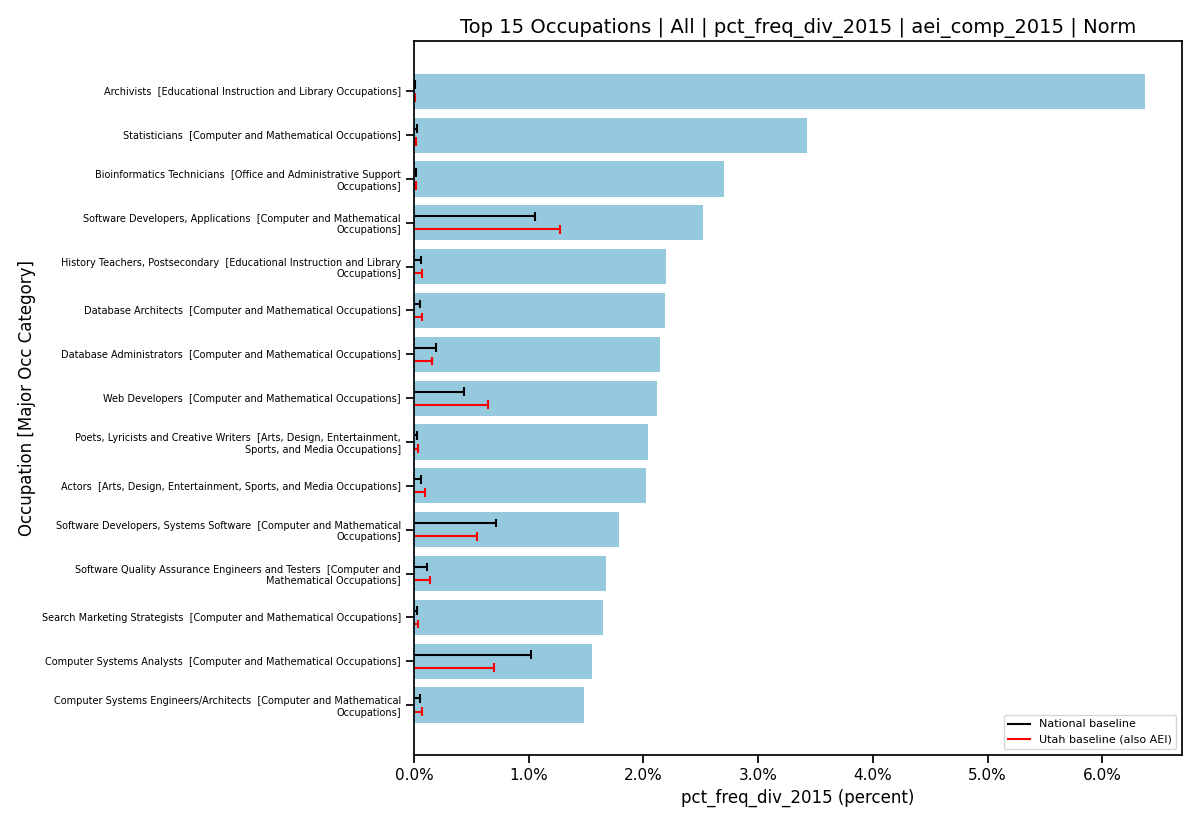 Top 15 Occupations | All | pct_freq_div_2015 | aei_comp_2015 | Norm
Occupation [Major Occ Category]
Archivists  [Educational Instruction and Library Occupations]
Statisticians  [Computer and Mathematical Occupations]
Bioinformatics Technicians  [Office and Administrative Support
Occupations]
Software Developers, Applications  [Computer and Mathematical
Occupations]
History Teachers, Postsecondary  [Educational Instruction and Library
Occupations]
Database Architects  [Computer and Mathematical Occupations]
Database Administrators  [Computer and Mathematical Occupations]
Web Developers  [Computer and Mathematical Occupations]
Poets, Lyricists and Creative Writers  [Arts, Design, Entertainment,
Sports, and Media Occupations]
Actors  [Arts, Design, Entertainment, Sports, and Media Occupations]
Software Developers, Systems Software  [Computer and Mathematical
Occupations]
Software Quality Assurance Engineers and Testers  [Computer and
Mathematical Occupations]
Search Marketing Strategists  [Computer and Mathematical Occupations]
Computer Systems Analysts  [Computer and Mathematical Occupations]
Computer Systems Engineers/Architects  [Computer and Mathematical
Occupations]
National baseline
Utah baseline (also AEI)
0.0% 1.0% 2.0% 3.0% 4.0% 5.0% 6.0%
pct_freq_div_2015 (percent)